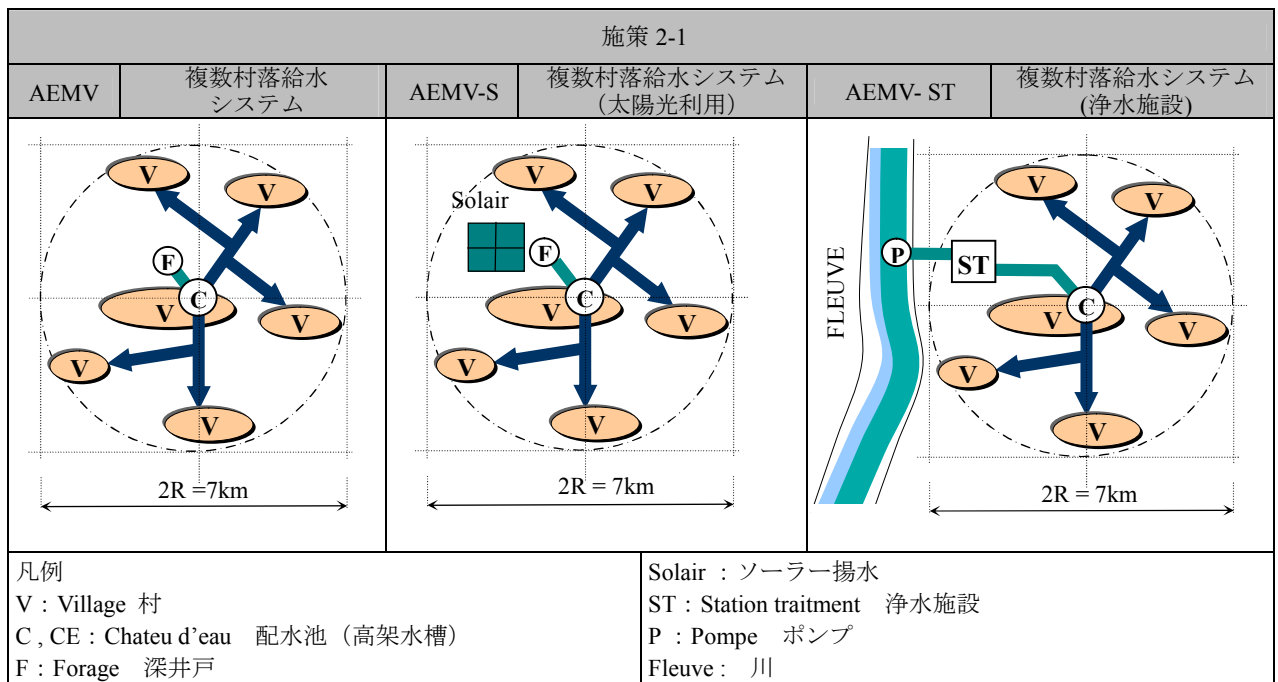 施策 2-1
AEMV
複数村落給水
システム
AEMV-S
複数村落給水システム
（太陽光利用）
AEMV- ST
複数村落給水システム
(浄水施設)
V
V
F
C
V
V
V
V
2R =7km
Solair
V
V
F
C
V
V
V
V
2R = 7km
FLEUVE
P
ST
V
V
C
V
V
V
V
2R = 7km
凡例
V：Village 村
C , CE：Chateu d’eau 配水池（高架水槽）
F：Forage 深井戸
Solair ：ソーラー揚水
ST：Station traitment 浄水施設
P：Pompe ポンプ
Fleuve： 川